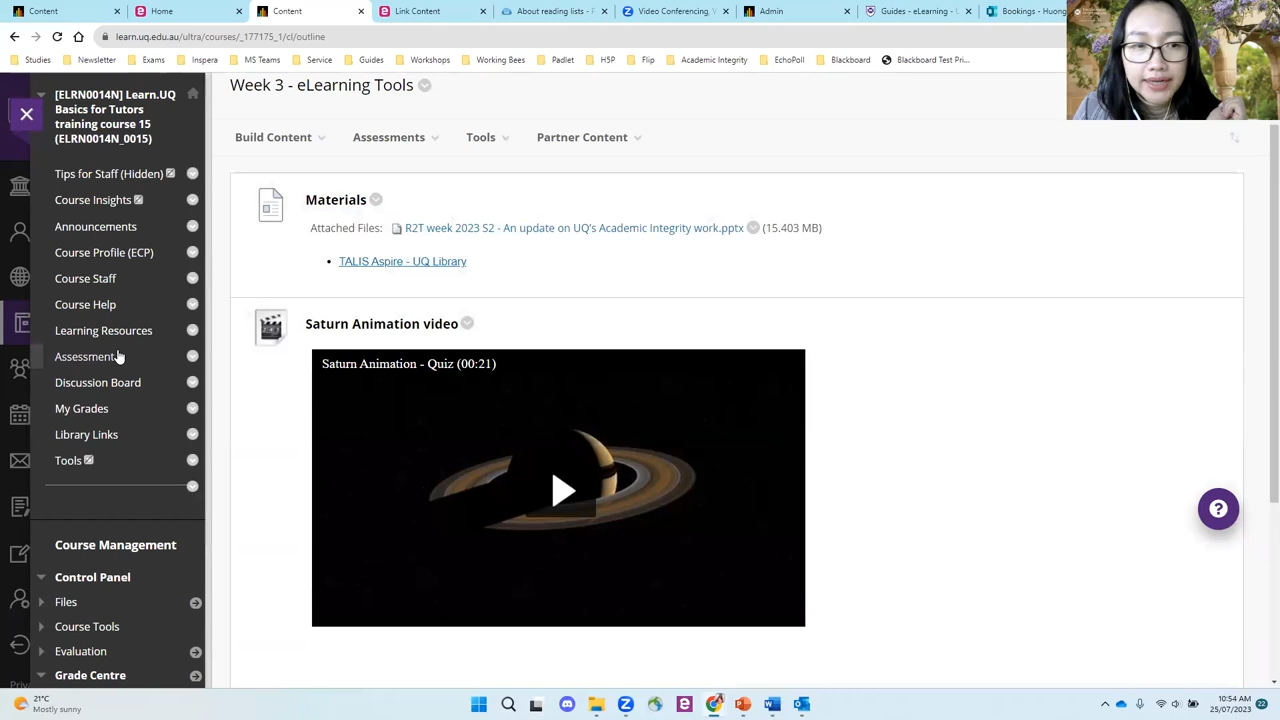 Content
Home
Link Content
About reading lists - F
Video Conferencing, Y
Admin
Guides - eLearning - U
Bookings - Huong
learn.uq.edu.au/ultra/courses/_177175_1/cl/outline
Studies
Newsletter
Exams
Inspera
MS Teams
Service
Guides
Workshops
Working Bees
Padlet
H5P
Flip
Academic Integrity
EchoPoll
Blackboard
Blackboard Test Pri...
Week 3 - eLearning Tools
[ELRN0014N] Learn.UQ
Basics for Tutors
training course 15
(ELRN0014N_0015)
Build Content
Assessments
Tools
Partner Content
Tips for Staff (Hidden)
Course Insights
Announcements
Course Profile (ECP)
Course Staff
Course Help
Learning Resources
Assessment
Discussion Board
My Grades
Library Links
Tools
Course Management
Control Panel
Files
Course Tools
Evaluation
Grade Centre
Materials
Attached Files: R2T week 2023 S2 - An update on UQ's Academic Integrity work.pptx (15.403 MB)
TALIS Aspire - UQ Library
Saturn Animation video
Saturn Animation - Quiz (00:21)
Priv
21°C
Mostly sunny
10:54 AM
25/07/2023
22